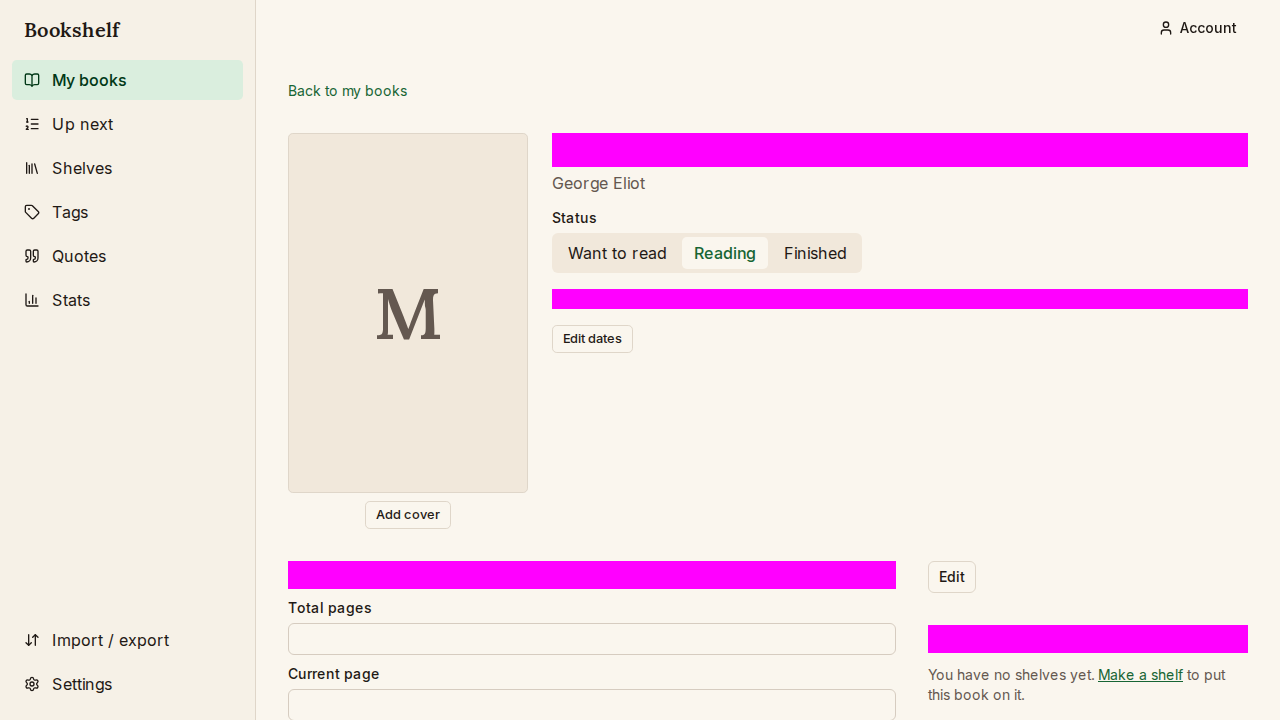 Bookshelf
Account
My books
Up next
Shelves
Tags
Quotes
Stats
Import / export
Settings
Back to my books
M
Add cover
George Eliot
Status
Want to read Reading Finished
Edit dates
Total pages
Current page
Edit
You have no shelves yet. Make a shelf to put
this book on it.